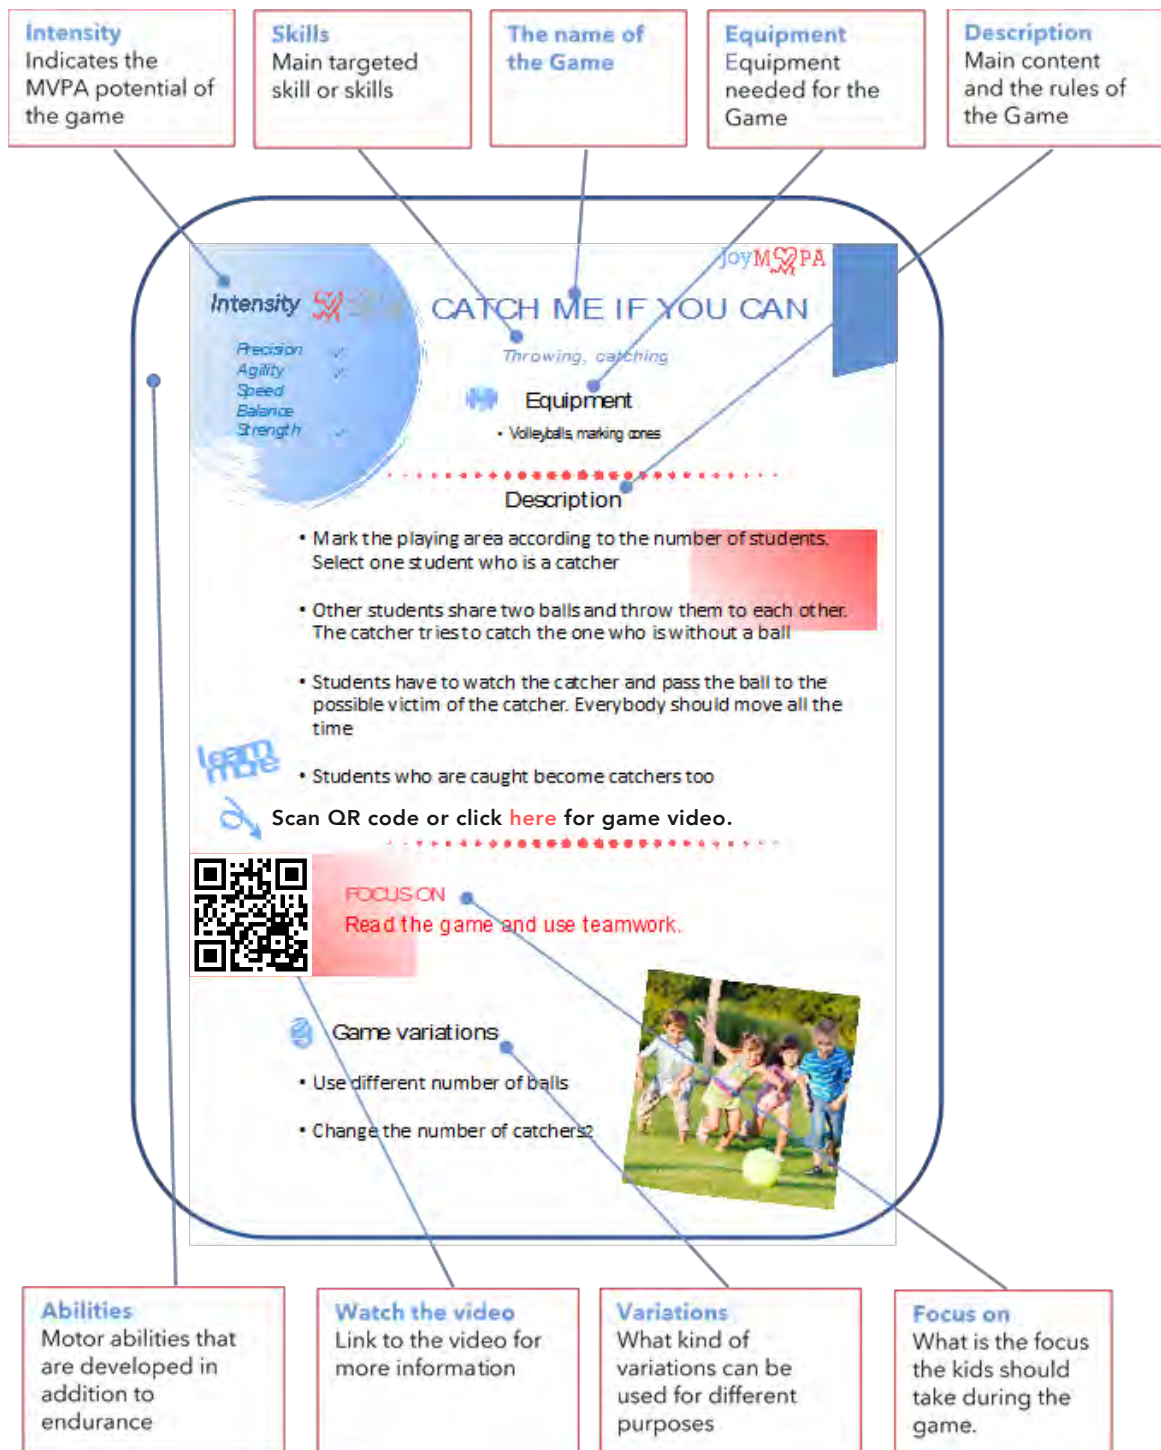 Intensity
Indicates the
MVPA potential of
the game
Skills
Main targeted
skill or skills
The name of
the Game
Equipment
Equipment
needed for the
Game
Description
Main content
and the rules of
the Game
JoyMVPA
Intensity
CATCH ME IF YOU CAN
Precision ✓
Agility ✓
Speed
Balance
Strength ✓
Throwing, catching
Equipment
• Volleyballs, marking cones
Description
• Mark the playing area according to the number of students.
Select one student who is a catcher
• Other students share two balls and throw them to each other.
The catcher tries to catch the one who is without a ball
• Students have to watch the catcher and pass the ball to the
possible victim of the catcher. Everybody should move all the
time
• Students who are caught become catchers too
learn
more
Scan QR code or click here for game video.
FOCUS ON
Read the game and use teamwork.
Game variations
• Use different number of balls
• Change the number of catchers?
Abilities
Motor abilities that
are developed in
addition to
endurance
Watch the video
Link to the video for
more information
Variations
What kind of
variations can be
used for different
purposes
Focus on
What is the focus
the kids should
take during the
game.